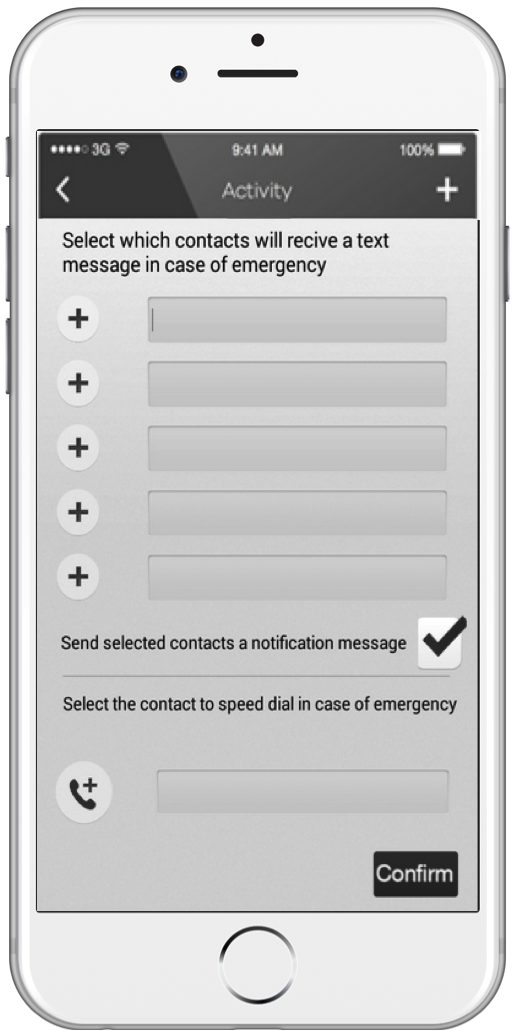 3G 9:41 AM 100%
Activity
Select which contacts will recive a text
message in case of emergency
Send selected contacts a notification message
Select the contact to speed dial in case of emergency
Confirm